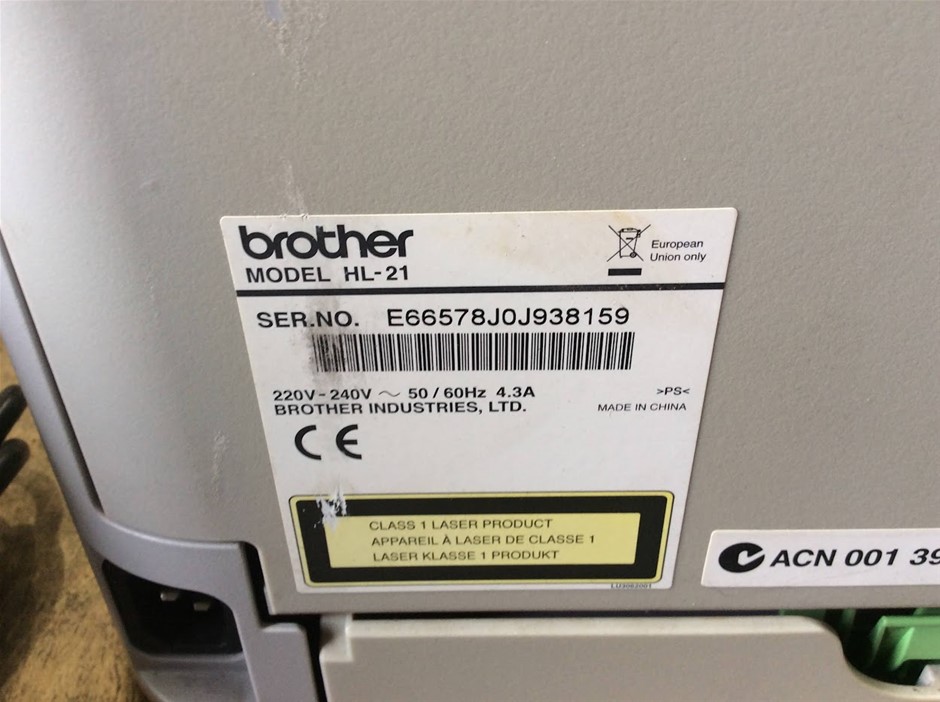 brother
MODEL HL-21
European
Union only
SER.NO. E66578J0J938159
220V-240V ~ 50/60Hz 4.3A
>PS<
BROTHER INDUSTRIES, LTD.
MADE IN CHINA
CE
CLASS 1 LASER PRODUCT
APPAREIL À LASER DE CLASSE 1
LASER KLASSE 1 PRODUKT
ACN 001 39